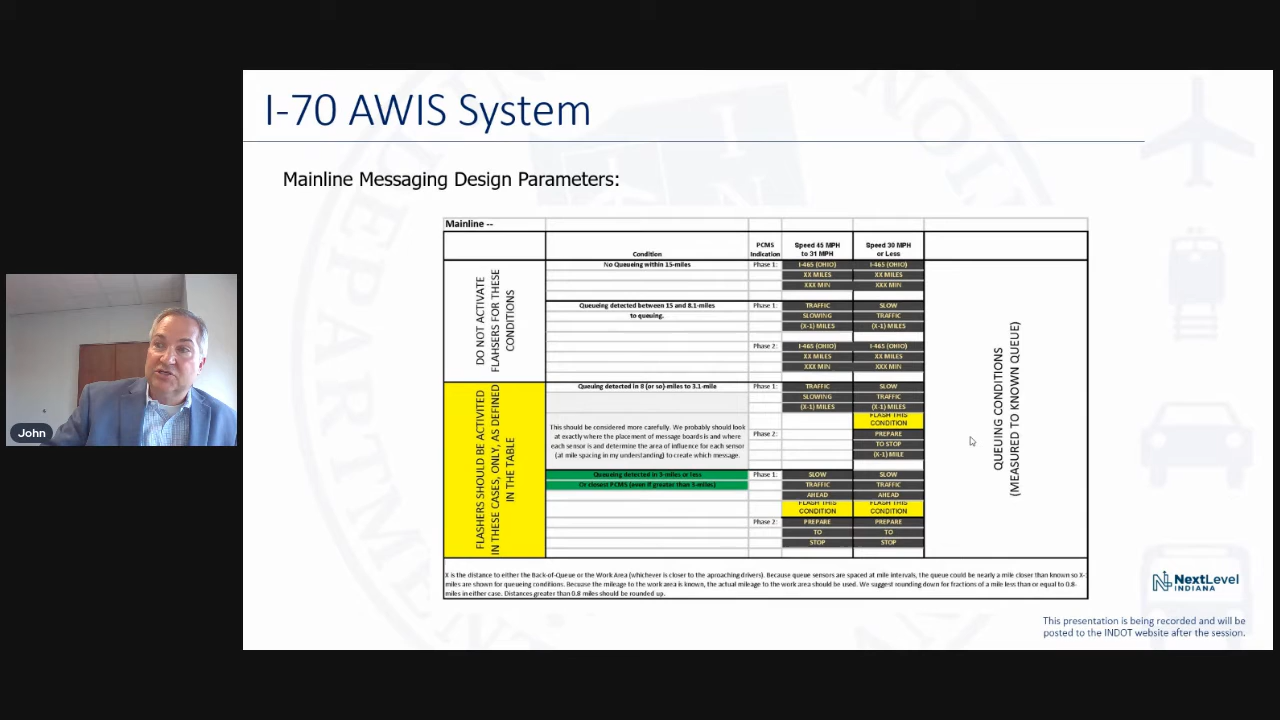 I-70 AWIS System
Mainline Messaging Design Parameters:
Mainline --
Condition
PCMS
Indication
Speed 45 MPH
to 31 MPH
Speed 30 MPH
or Less
DO NOT ACTIVATE
FLAHSERS FOR THESE
CONDITIONS
No Queueing within 15-miles
Phase 1:
I-465 (OHIO)
XX MILES
XXX MIN
I-465 (OHIO)
XX MILES
XXX MIN
Queueing detected between 15 and 8.1-miles
to queuing.
Phase 1:
TRAFFIC
SLOWING
(X-1) MILES
SLOW
TRAFFIC
(X-1) MILES
Phase 2:
I-465 (OHIO)
XX MILES
XXX MIN
I-465 (OHIO)
XX MILES
XXX MIN
FLASHERS SHOULD BE ACTIVITED
IN THESE CASES, ONLY, AS DEFINED
IN THE TABLE
Queuing detected in 8 (or so)-miles to 3.1-mile
This should be considered more carefully. We probably should look
at exactly where the placement of message boards is and where
each sensor is and determine the area of influence for each sensor
(at mile spacing in my understanding) to create which message.
Phase 1:
TRAFFIC
SLOWING
(X-1) MILES
SLOW
TRAFFIC
(X-1) MILES
FLASH THIS
CONDITION
Phase 2:
PREPARE
TO STOP
(X-1) MILE
Queuing detected in 3-miles or less
Or closest PCMS (even if greater than 3-miles)
Phase 1:
SLOW
TRAFFIC
AHEAD
FLASH THIS
CONDITION
SLOW
TRAFFIC
AHEAD
FLASH THIS
CONDITION
Phase 2:
PREPARE
TO
STOP
PREPARE
TO
STOP
QUEUING CONDITIONS
(MEASURED TO KNOWN QUEUE)
X is the distance to either the Back-of-Queue or the Work Area (whichever is closer to the aproaching drivers). Because queue sensors are spaced at mile intervals, the queue could be nearly a mile closer than known so X-
miles are shown for queueing conditions. Because the mileage to the work area is known, the actual mileage to the work area should be used. We suggest rounding down for fractions of a mile less than or equal to 0.8-
miles in either case. Distances greater than 0.8 miles should be rounded up.
John
NextLevel
INDIANA
This presentation is being recorded and will be
posted to the INDOT website after the session.